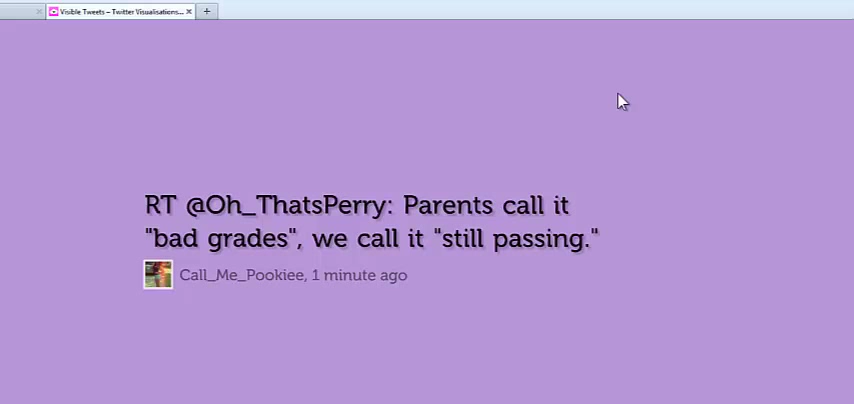 Visible Tweets – Twitter Visualisations...
RT @Oh_ThatsPerry: Parents call it
"bad grades", we call it "still passing."
Call_Me_Pookiee, 1 minute ago